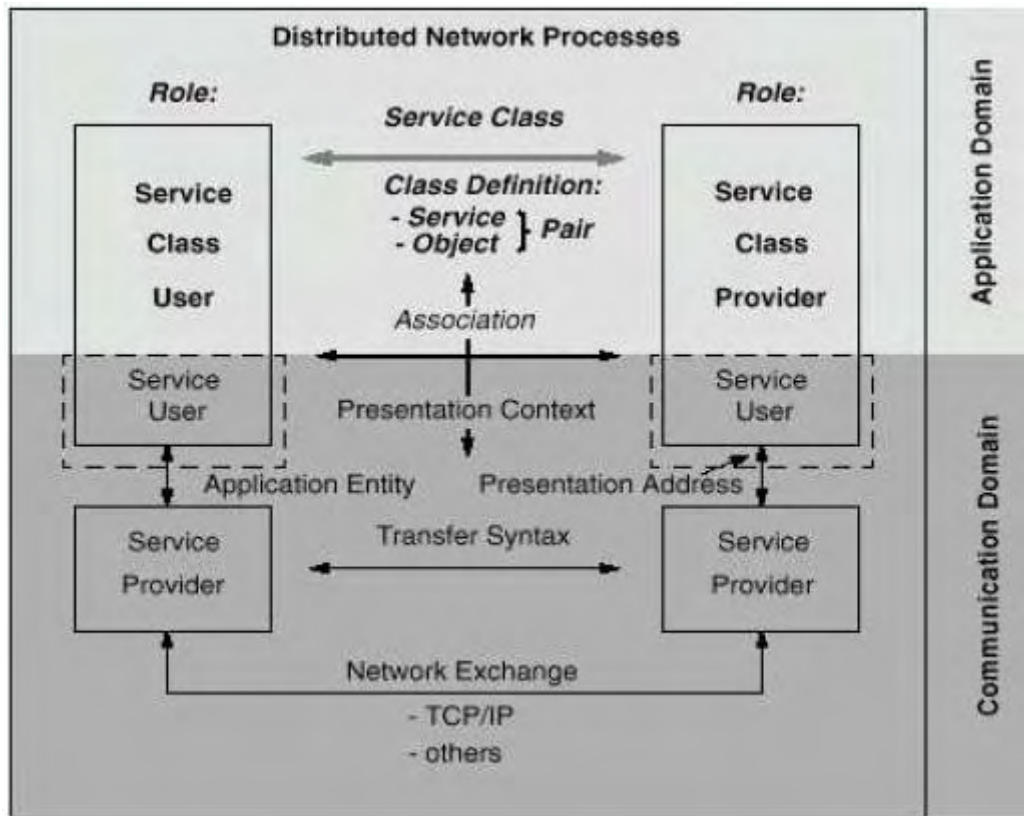 Distributed Network Processes
Role:
Role:
Service Class
Service
Class
User
Class Definition:
- Service
- Object
} Pair
Service
Class
Provider
Association
Service
User
Presentation Context
Service
User
Application Entity
Presentation Address
Service
Provider
Transfer Syntax
Service
Provider
Network Exchange
- TCP/IP
- others
Application Domain
Communication Domain